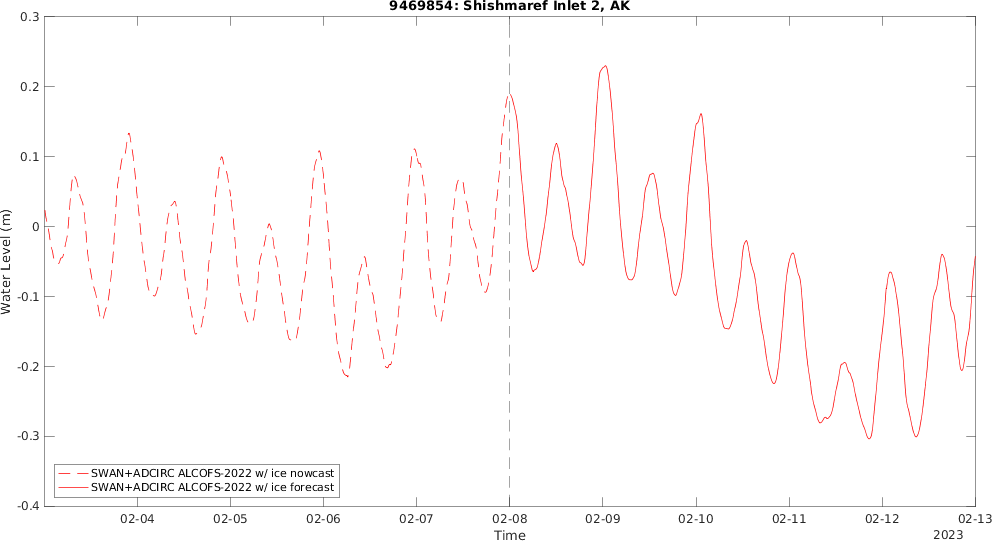 9469854: Shishmaref Inlet 2, AK
0.3
0.2
0.1
0
-0.1
-0.2
-0.3
-0.4
Water Level (m)
SWAN+ADCIRC ALCOFS-2022 w/ ice nowcast
SWAN+ADCIRC ALCOFS-2022 w/ ice forecast
02-04 02-05 02-06 02-07 02-08 02-09 02-10 02-11 02-12 02-13
Time
2023